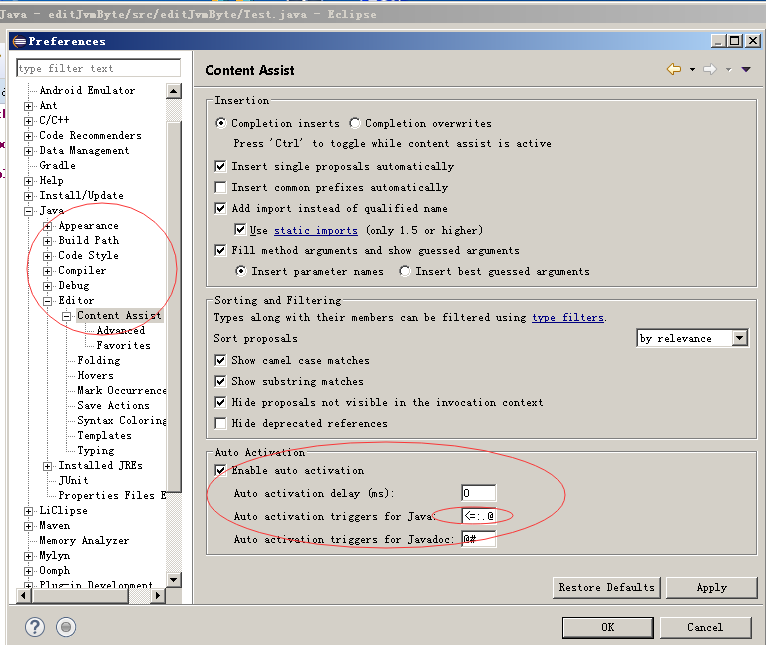 Java - editJvmByte/src/editJvmByte/Test.java - Eclipse
Preferences
type filter text
Android Emulator
Ant
C/C++
Code Recommenders
Data Management
Gradle
Help
Install/Update
Java
Appearance
Build Path
Code Style
Compiler
Debug
Editor
Content Assist
Advanced
Favorites
Folding
Hovers
Mark Occurrence
Save Actions
Syntax Coloring
Templates
Typing
Installed JREs
JUnit
Properties Files E
LiClipse
Maven
Memory Analyzer
Mylyn
Oomph
Plug-in Development
Content Assist
Insertion
Completion inserts Completion overwrites
Press 'Ctrl' to toggle while content assist is active
Insert single proposals automatically
Insert common prefixes automatically
Add import instead of qualified name
Use static imports (only 1.5 or higher)
Fill method arguments and show guessed arguments
Insert parameter names Insert best guessed arguments
Sorting and Filtering
Types along with their members can be filtered using type filters.
Sort proposals by relevance
Show camel case matches
Show substring matches
Hide proposals not visible in the invocation context
Hide deprecated references
Auto Activation
Enable auto activation
Auto activation delay (ms): 0
Auto activation triggers for Java: <=:.@
Auto activation triggers for Javadoc: @#
Restore Defaults Apply
OK Cancel